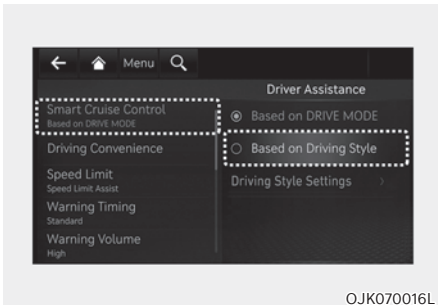 Menu
Driver Assistance
Smart Cruise Control
Based on DRIVE MODE
Driving Convenience
Speed Limit
Speed Limit Assist
Warning Timing
Standard
Warning Volume
High
Based on DRIVE MODE
Based on Driving Style
Driving Style Settings
OJK070016L